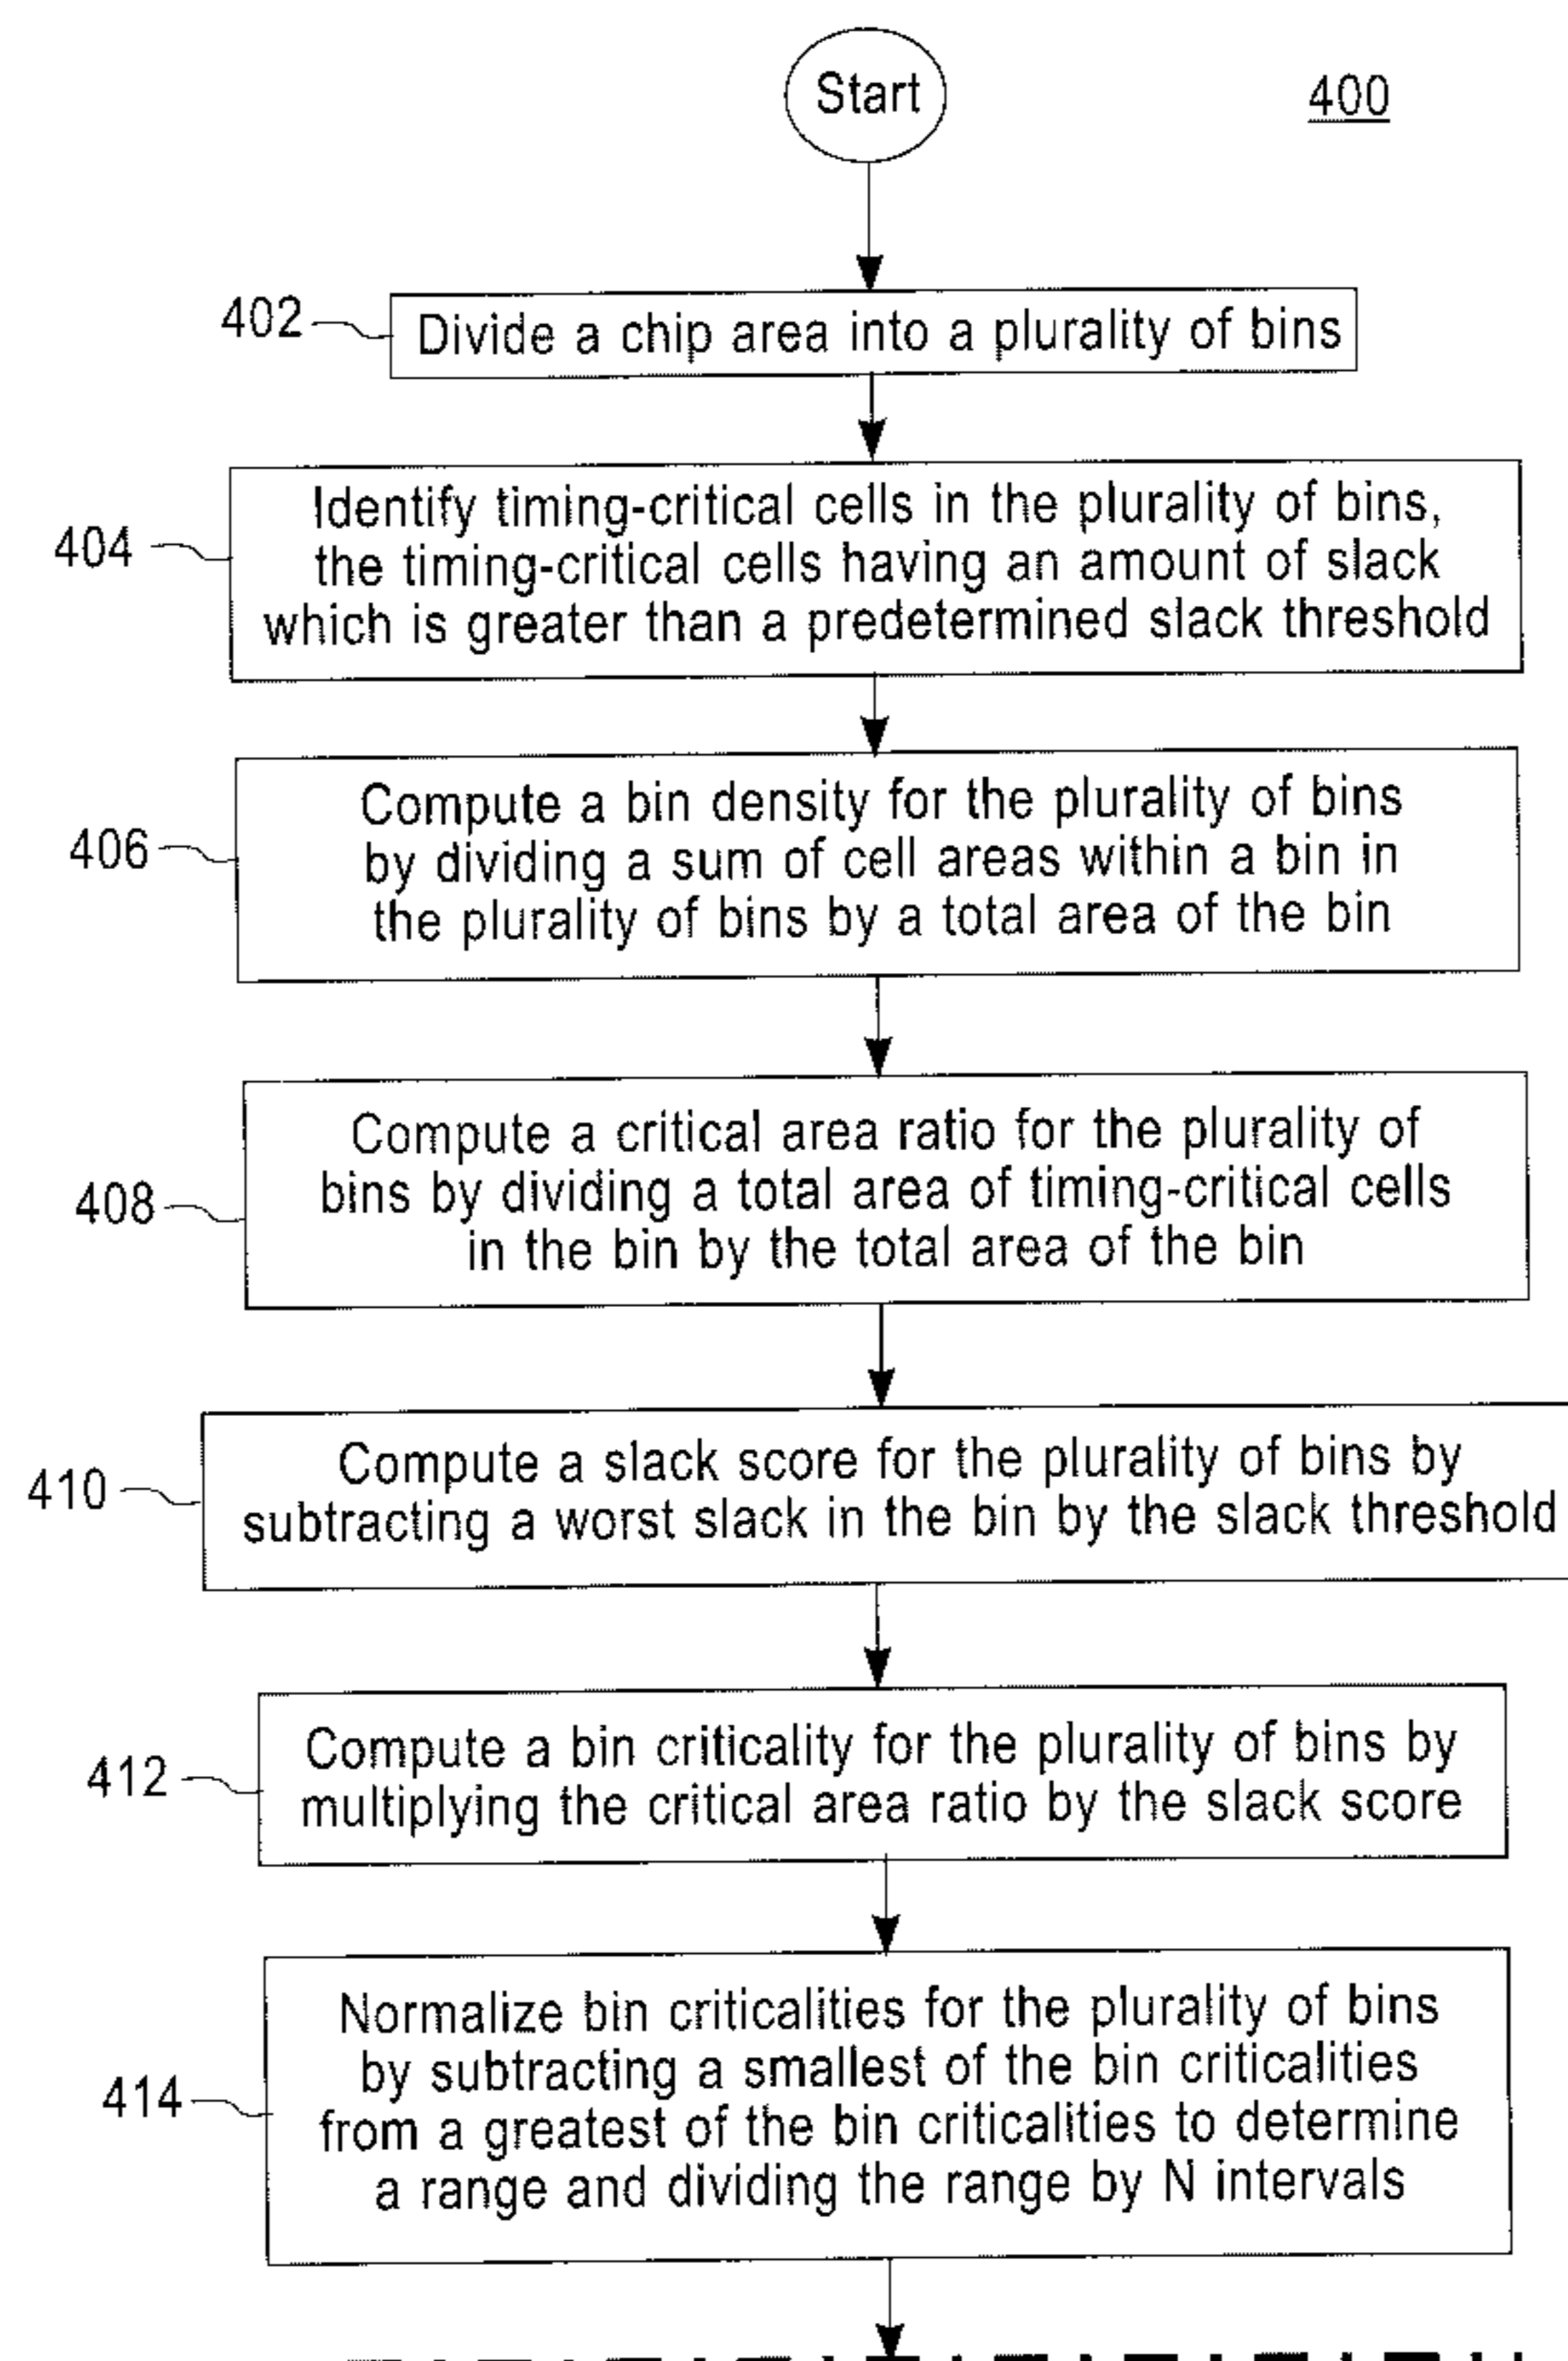 Start
400
402
Divide a chip area into a plurality of bins
404
Identify timing-critical cells in the plurality of bins,
the timing-critical cells having an amount of slack
which is greater than a predetermined slack threshold
406
Compute a bin density for the plurality of bins
by dividing a sum of cell areas within a bin in
the plurality of bins by a total area of the bin
408
Compute a critical area ratio for the plurality of
bins by dividing a total area of timing-critical cells
in the bin by the total area of the bin
410
Compute a slack score for the plurality of bins by
subtracting a worst slack in the bin by the slack threshold
412
Compute a bin criticality for the plurality of bins by
multiplying the critical area ratio by the slack score
414
Normalize bin criticalities for the plurality of bins
by subtracting a smallest of the bin criticalities
from a greatest of the bin criticalities to determine
a range and dividing the range by N intervals